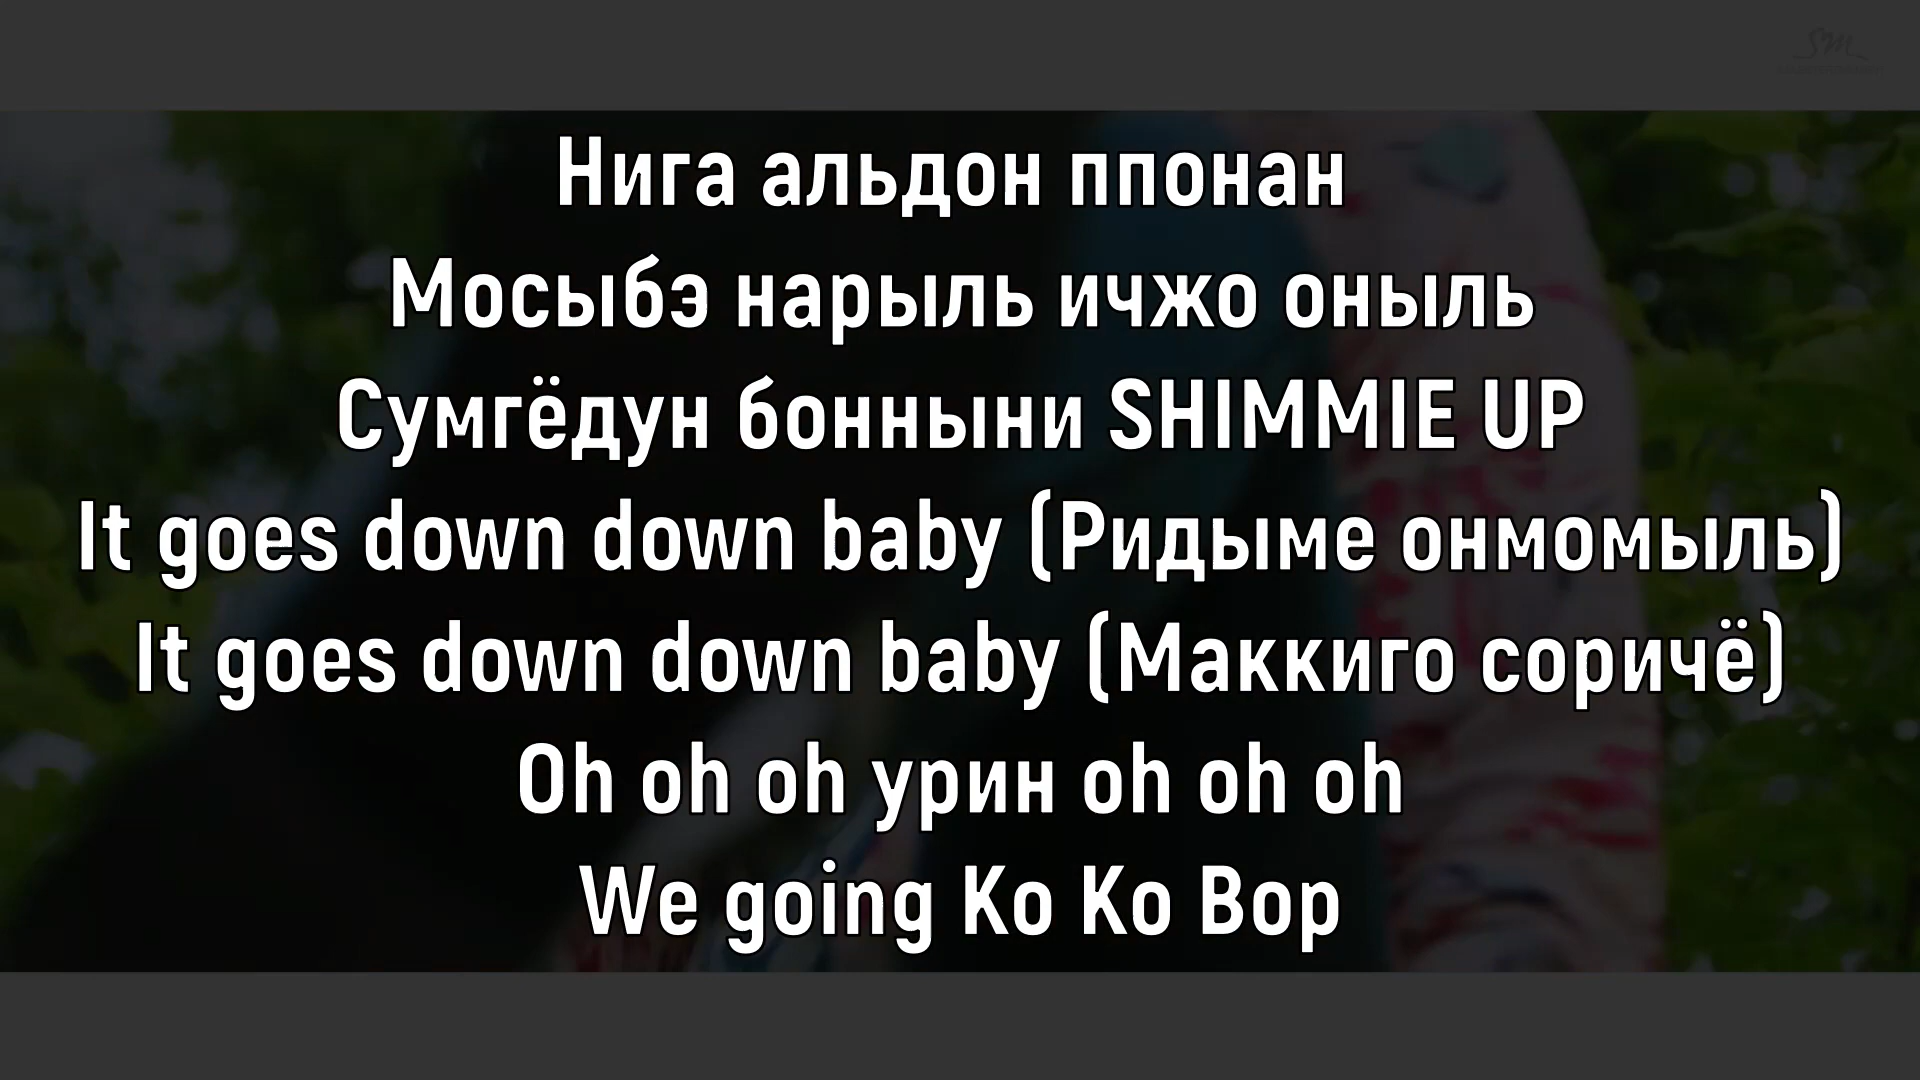 Нига альдон ппонан
Мосыбэ нарыль ичжо оныль
Сумгёдун бонныни SHIMMIE UP
It goes down down baby (Ридыме онмомыль)
It goes down down baby (Маккиго соричё)
Oh oh oh урин oh oh oh
We going Ko Ko Bop